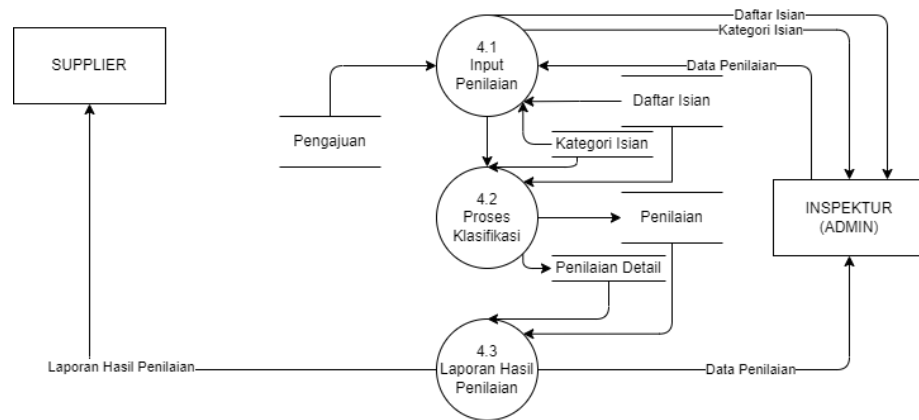 Daftar Isian
Kategori Isian
SUPPLIER
4.1
Input
Penilaian
Data Penilaian
Daftar Isian
Pengajuan
Kategori Isian
4.2
Proses
Klasifikasi
Penilaian
INSPEKTUR
(ADMIN)
Penilaian Detail
4.3
Laporan Hasil
Penilaian
Laporan Hasil Penilaian
Data Penilaian